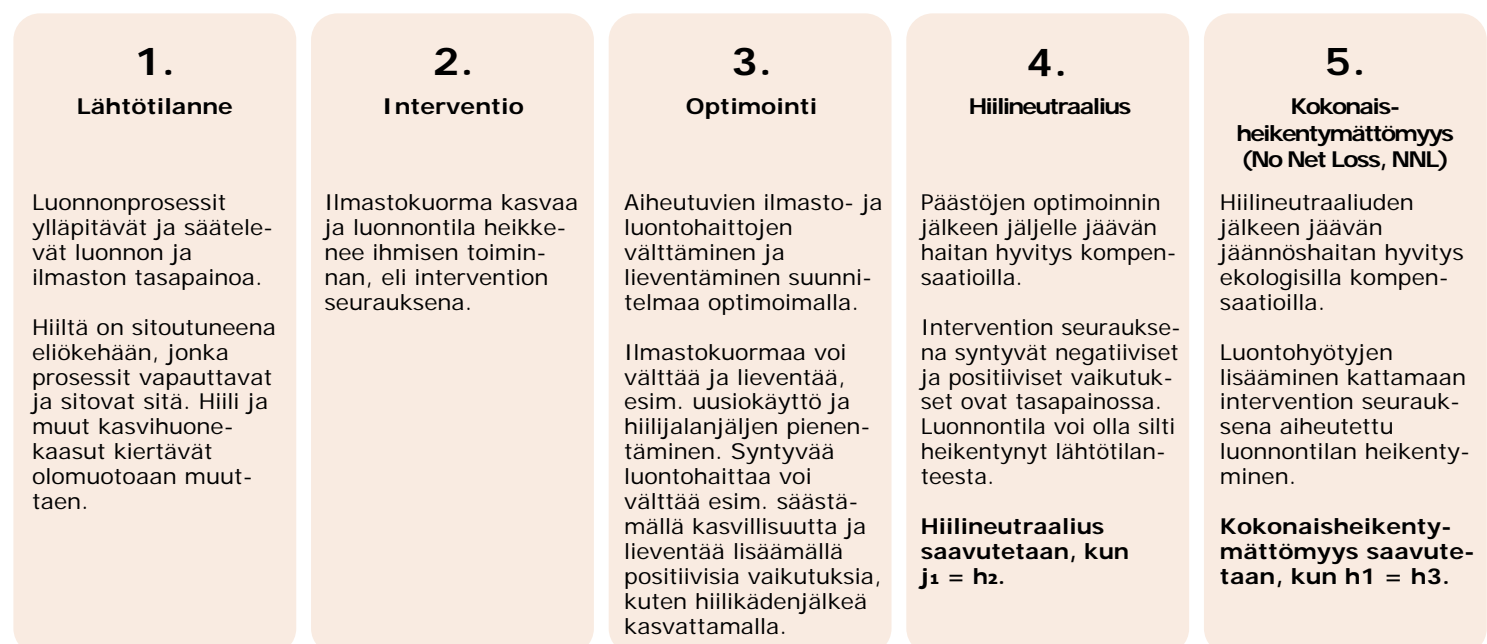 1.
Lähtötilanne
Luonnonprosessit
ylläpitävät ja säätele-
vät luonnon ja
ilmaston tasapainoa.
Hiiltä on sitoutuneena
eliökehään, jonka
prosessit vapauttavat
ja sitovat sitä. Hiili ja
muut kasvihuone-
kaasut kiertävät
olomuotoaan muut-
taen.
2.
Interventio
Ilmastokuorma kasvaa
ja luonnontila heikke-
nee ihmisen toimin-
nan, eli intervention
seurauksena.
3.
Optimointi
Aiheutuvien ilmasto- ja
luontohaittojen
välttäminen ja
lieventäminen suunni-
telmaa optimoimalla.
Ilmastokuormaa voi
välttää ja lieventää,
esim. uusiokäyttö ja
hiilijalanjäljen pienen-
täminen. Syntyvää
luontohaittaa voi
välttää esim. säästä-
mällä kasvillisuutta ja
lieventää lisäämällä
positiivisia vaikutuksia,
kuten hiilikädenjälkeä
kasvattamalla.
4.
Hiilineutraalius
Päästöjen optimoinnin
jälkeen jäljelle jäävän
haitan hyvitys kompen-
saatioilla.
Intervention seuraukse-
na syntyvät negatiiviset
ja positiiviset vaikutuk-
set ovat tasapainossa.
Luonnontila voi olla silti
heikentynyt lähtötilan-
teesta.
Hiilineutraalius
saavutetaan, kun
j₁ = h₂.
5.
Kokonais-
heikentymättömyys
(No Net Loss, NNL)
Hiilineutraaliuden
jälkeen jäävän
jäännöshaitan hyvitys
ekologisilla kompen-
saatioilla.
Luontohyötyjen
lisääminen kattamaan
intervention seurauk-
sena aiheutettu
luonnontilan heikenty-
minen.
Kokonaisheikenty-
mättömyys saavute-
taan, kun h1 = h3.